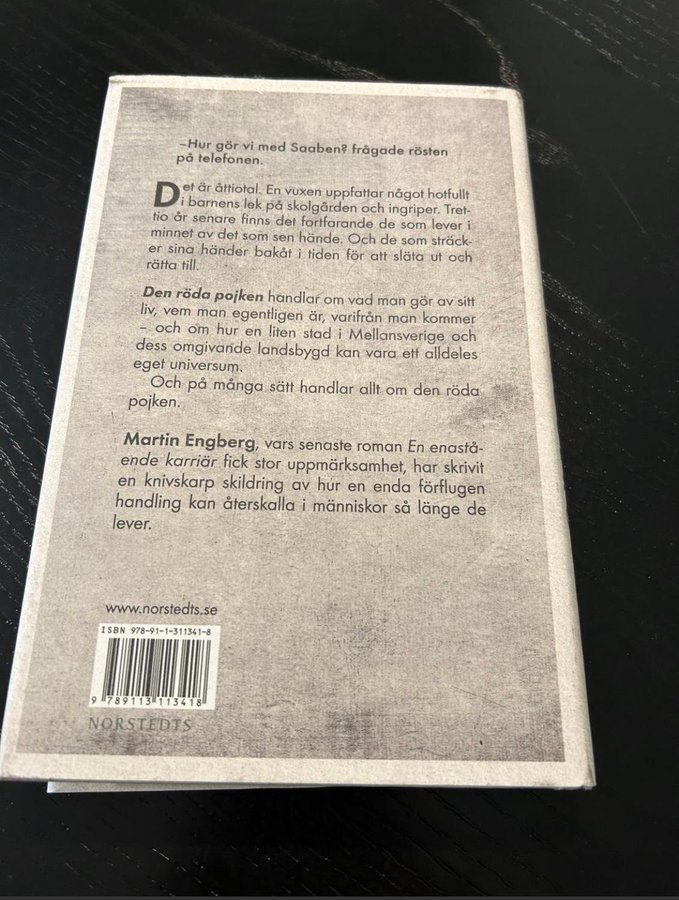 –Hur gör vi med Saaben? frågade rösten
på telefonen.
Det är åttiotal. En vuxen uppfattar något hotfullt
i barnens lek på skolgården och ingriper. Tret-
tio år senare finns det fortfarande de som lever i
minnet av det som sen hände. Och de som sträck-
er sina händer bakåt i tiden för att släta ut och
rätta till.
Den röda pojken handlar om vad man gör av sitt
liv, vem man egentligen är, varifrån man kommer
– och om hur en liten stad i Mellansverige och
dess omgivande landsbygd kan vara ett alldeles
eget universum.
Och på många sätt handlar allt om den röda
pojken.
Martin Engberg, vars senaste roman En enastå-
ende karriär fick stor uppmärksamhet, har skrivit
en knivskarp skildring av hur en enda förflugen
handling kan återskalla i människor så länge de
lever.
www.norstedts.se
ISBN 978-91-1-311341-8
9 789113 113418
NORSTEDTS